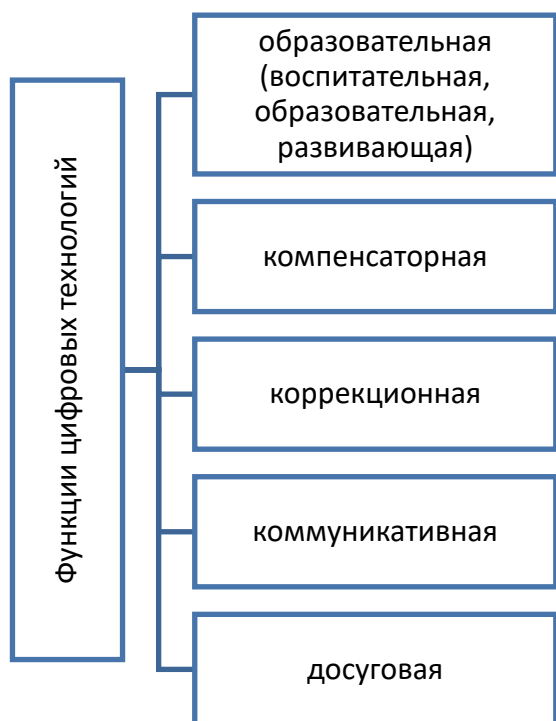 Функции цифровых технологий
образовательная
(воспитательная,
образовательная,
развивающая)
компенсаторная
коррекционная
коммуникативная
досуговая